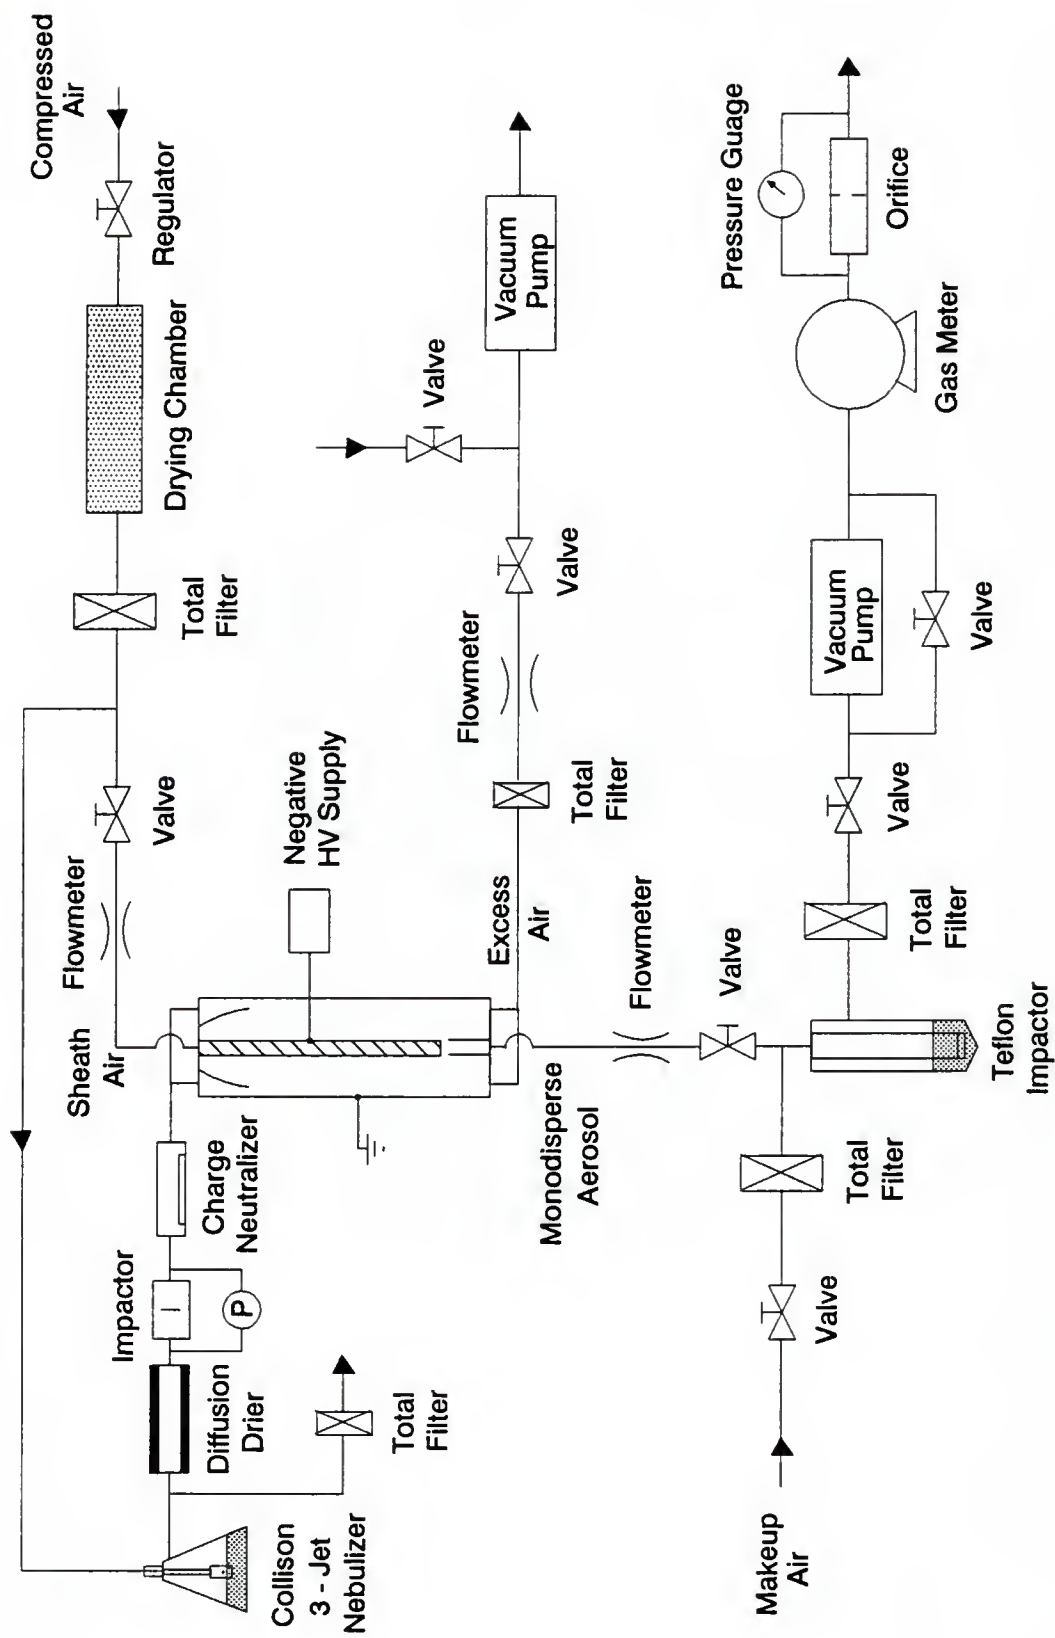 Compressed
Air
Regulator
Drying Chamber
Total
Filter
Valve
Flowmeter
Sheath
Air
Negative
HV Supply
Charge
Neutralizer
Impactor
P
Diffusion
Drier
Total
Filter
Collison
3 - Jet
Nebulizer
Vacuum
Pump
Valve
Valve
Flowmeter
Total
Filter
Excess
Air
Monodisperse
Aerosol
Flowmeter
Valve
Pressure Guage
Orifice
Gas Meter
Vacuum
Pump
Valve
Valve
Total
Filter
Teflon
Impactor
Total
Filter
Valve
Makeup
Air